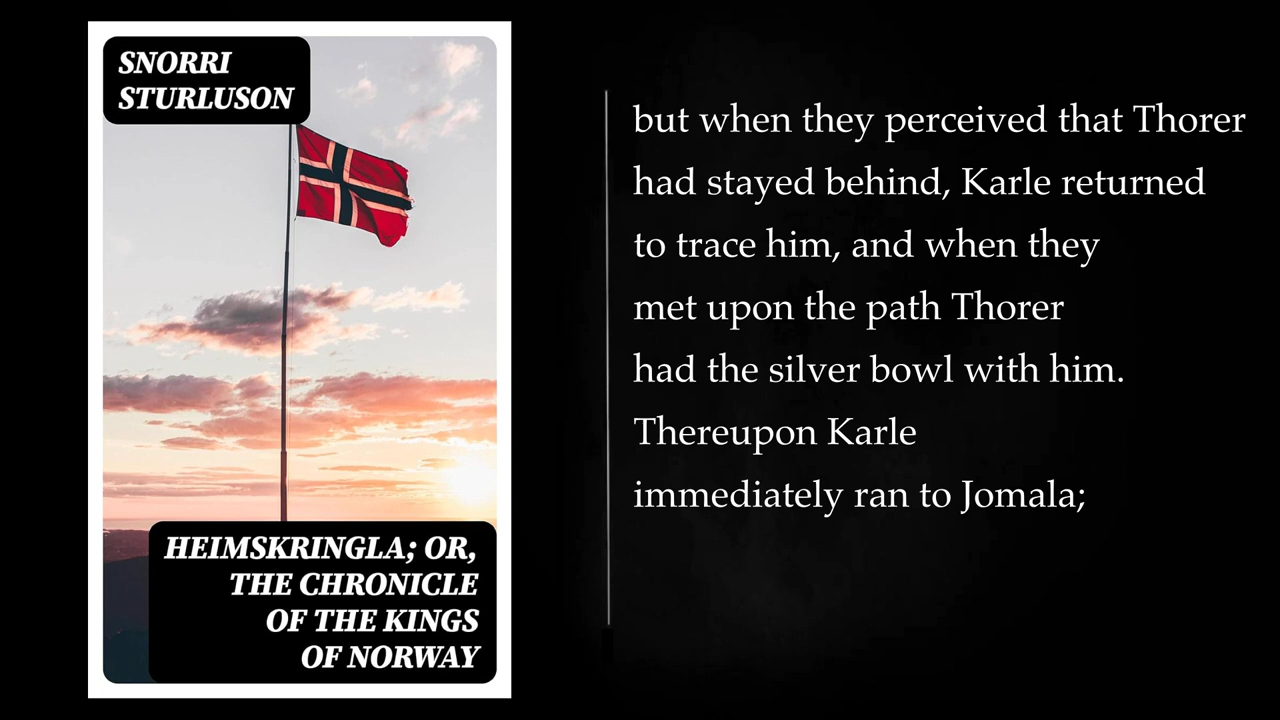 SNORRI
STURLUSON
HEIMSKRINGLA; OR,
THE CHRONICLE
OF THE KINGS
OF NORWAY
but when they perceived that Thorer
had stayed behind, Karle returned
to trace him, and when they
met upon the path Thorer
had the silver bowl with him.
Thereupon Karle
immediately ran to Jomala;